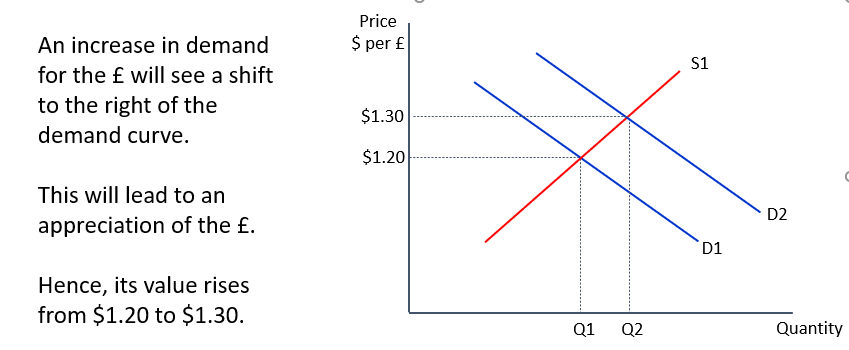 An increase in demand
for the £ will see a shift
to the right of the
demand curve.
This will lead to an
appreciation of the £.
Hence, its value rises
from $1.20 to $1.30.
Price
$ per £
S1
$1.30
$1.20
D2
D1
Q1 Q2
Quantity